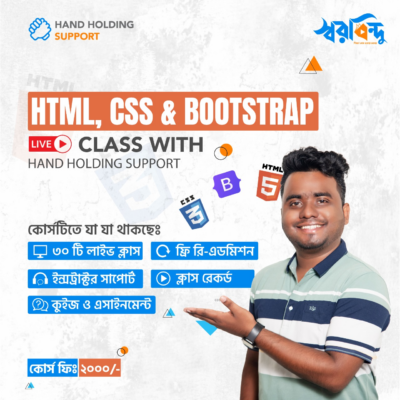 HAND HOLDING
SUPPORT
স্বরবিন্দু
HTML, CSS & BOOTSTRAP
LIVE CLASS WITH
HAND HOLDING SUPPORT
HTML
CSS
3
B
HTML
5
কোর্সটিতে যা যা থাকছেঃ
৩০ টি লাইভ ক্লাস
ফ্রি রি-এডমিশন
ইন্সট্রাক্টর সাপোর্ট
ক্লাস রেকর্ড
কুইজ ও এসাইনমেন্ট
কোর্স ফিঃ ২০০০/-